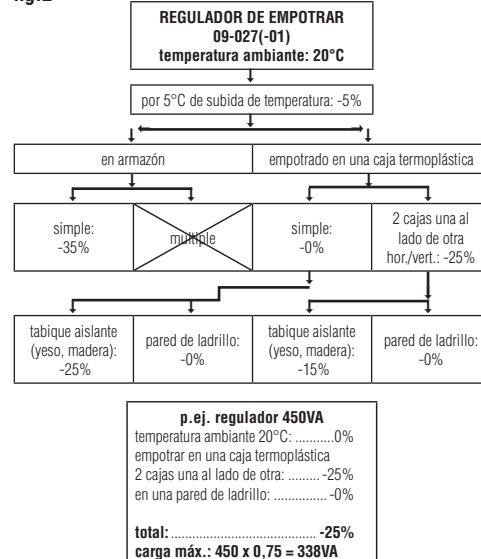 fig.2
REGULADOR DE EMPOTRAR
09-027(-01)
temperatura ambiante: 20°C
por 5°C de subida de temperatura: -5%
en armazón
empotrado en una caja termoplástica
simple:
-35%
multiple
simple:
-0%
2 cajas una al
lado de otra
hor./vert.: -25%
tabique aislante
(yeso, madera):
-25%
pared de ladrillo:
-0%
tabique aislante
(yeso, madera):
-15%
pared de ladrillo:
-0%
p.ej. regulador 450VA
temperatura ambiante 20°C: ...........0%
empotrar en una caja termoplástica
2 cajas una al lado de otra: ......... -25%
en una pared de ladrillo: ............... -0%
total: ....................................... -25%
carga máx.: 450 x 0,75 = 338VA